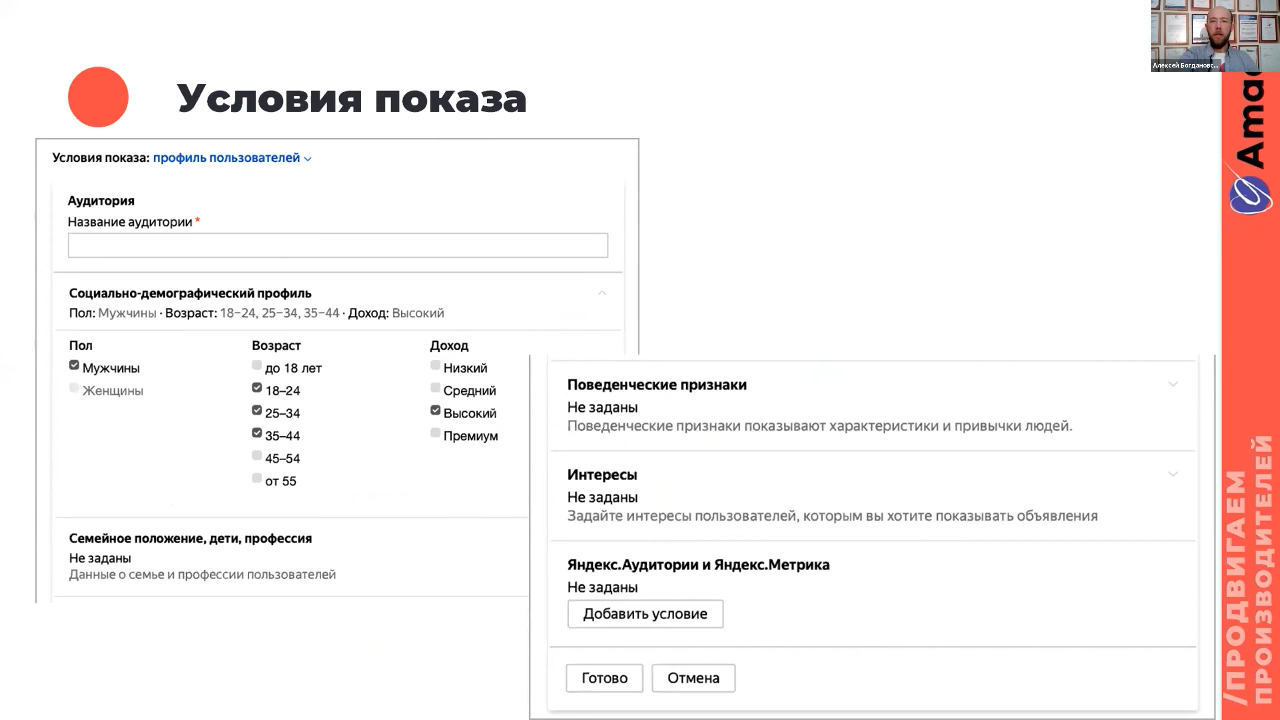 Условия показа
Условия показа: профиль пользователей
Аудитория
Название аудитории *
Социально-демографический профиль
Пол: Мужчины · Возраст: 18–24, 25–34, 35–44 · Доход: Высокий
Пол
Мужчины
Женщины
Возраст
до 18 лет
18–24
25–34
35–44
45–54
от 55
Доход
Низкий
Средний
Высокий
Премиум
Семейное положение, дети, профессия
Не заданы
Данные о семье и профессии пользователей
Поведенческие признаки
Не заданы
Поведенческие признаки показывают характеристики и привычки людей.
Интересы
Не заданы
Задайте интересы пользователей, которым вы хотите показывать объявления
Яндекс.Аудитории и Яндекс.Метрика
Не заданы
Добавить условие
Готово
Отмена
Алексей Богдановс...
Amac
/ПРОДВИГАЕМ
ПРОИЗВОДИТЕЛЕЙ